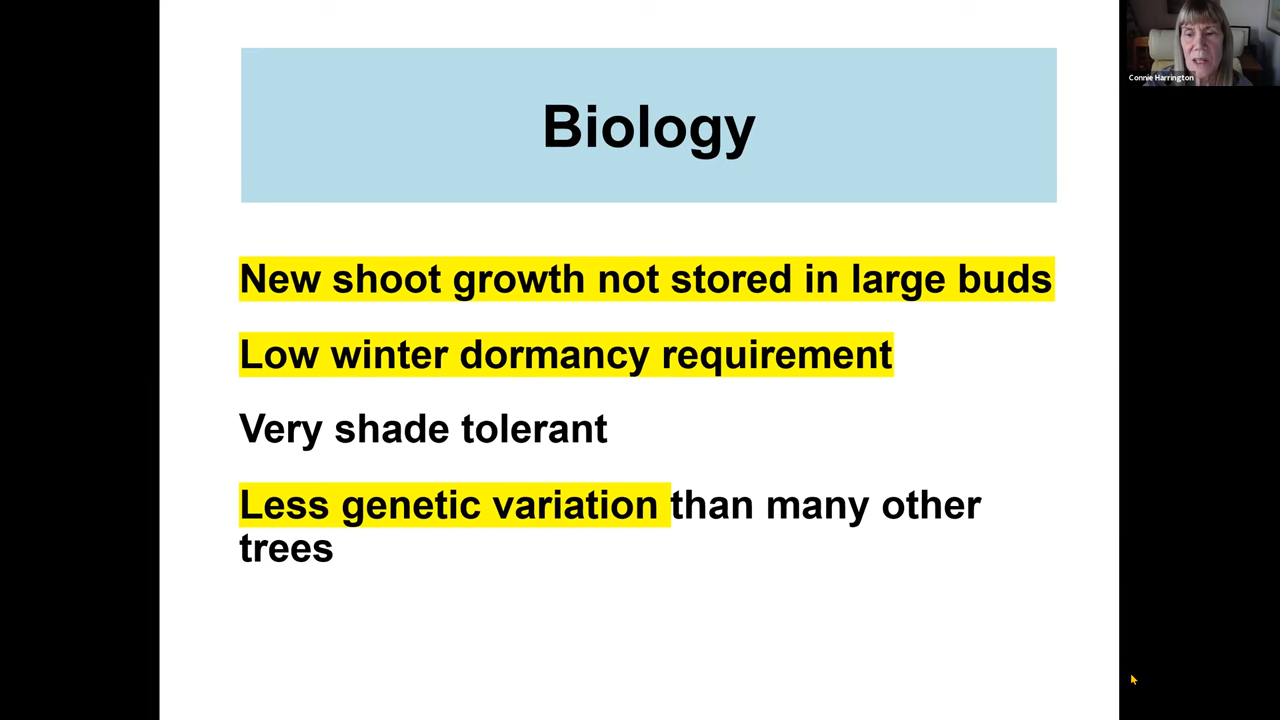 Biology
Connie Harrington
New shoot growth not stored in large buds
Low winter dormancy requirement
Very shade tolerant
Less genetic variation than many other
trees